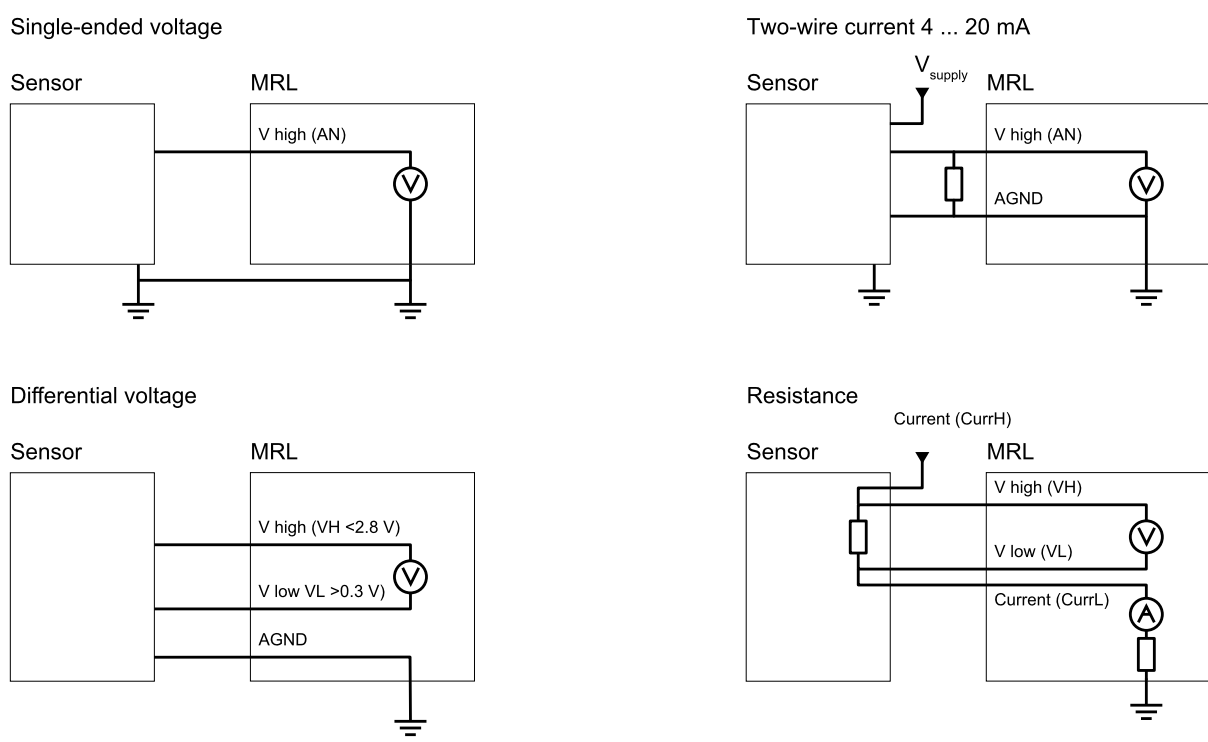 Single-ended voltage
Sensor
MRL
V high (AN)
V
Two-wire current 4 ... 20 mA
Sensor
V supply
MRL
V high (AN)
V
AGND
Differential voltage
Sensor
MRL
V high (VH <2.8 V)
V
V low VL >0.3 V)
AGND
Resistance
Current (CurrH)
Sensor
MRL
V high (VH)
V
V low (VL)
Current (CurrL)
A